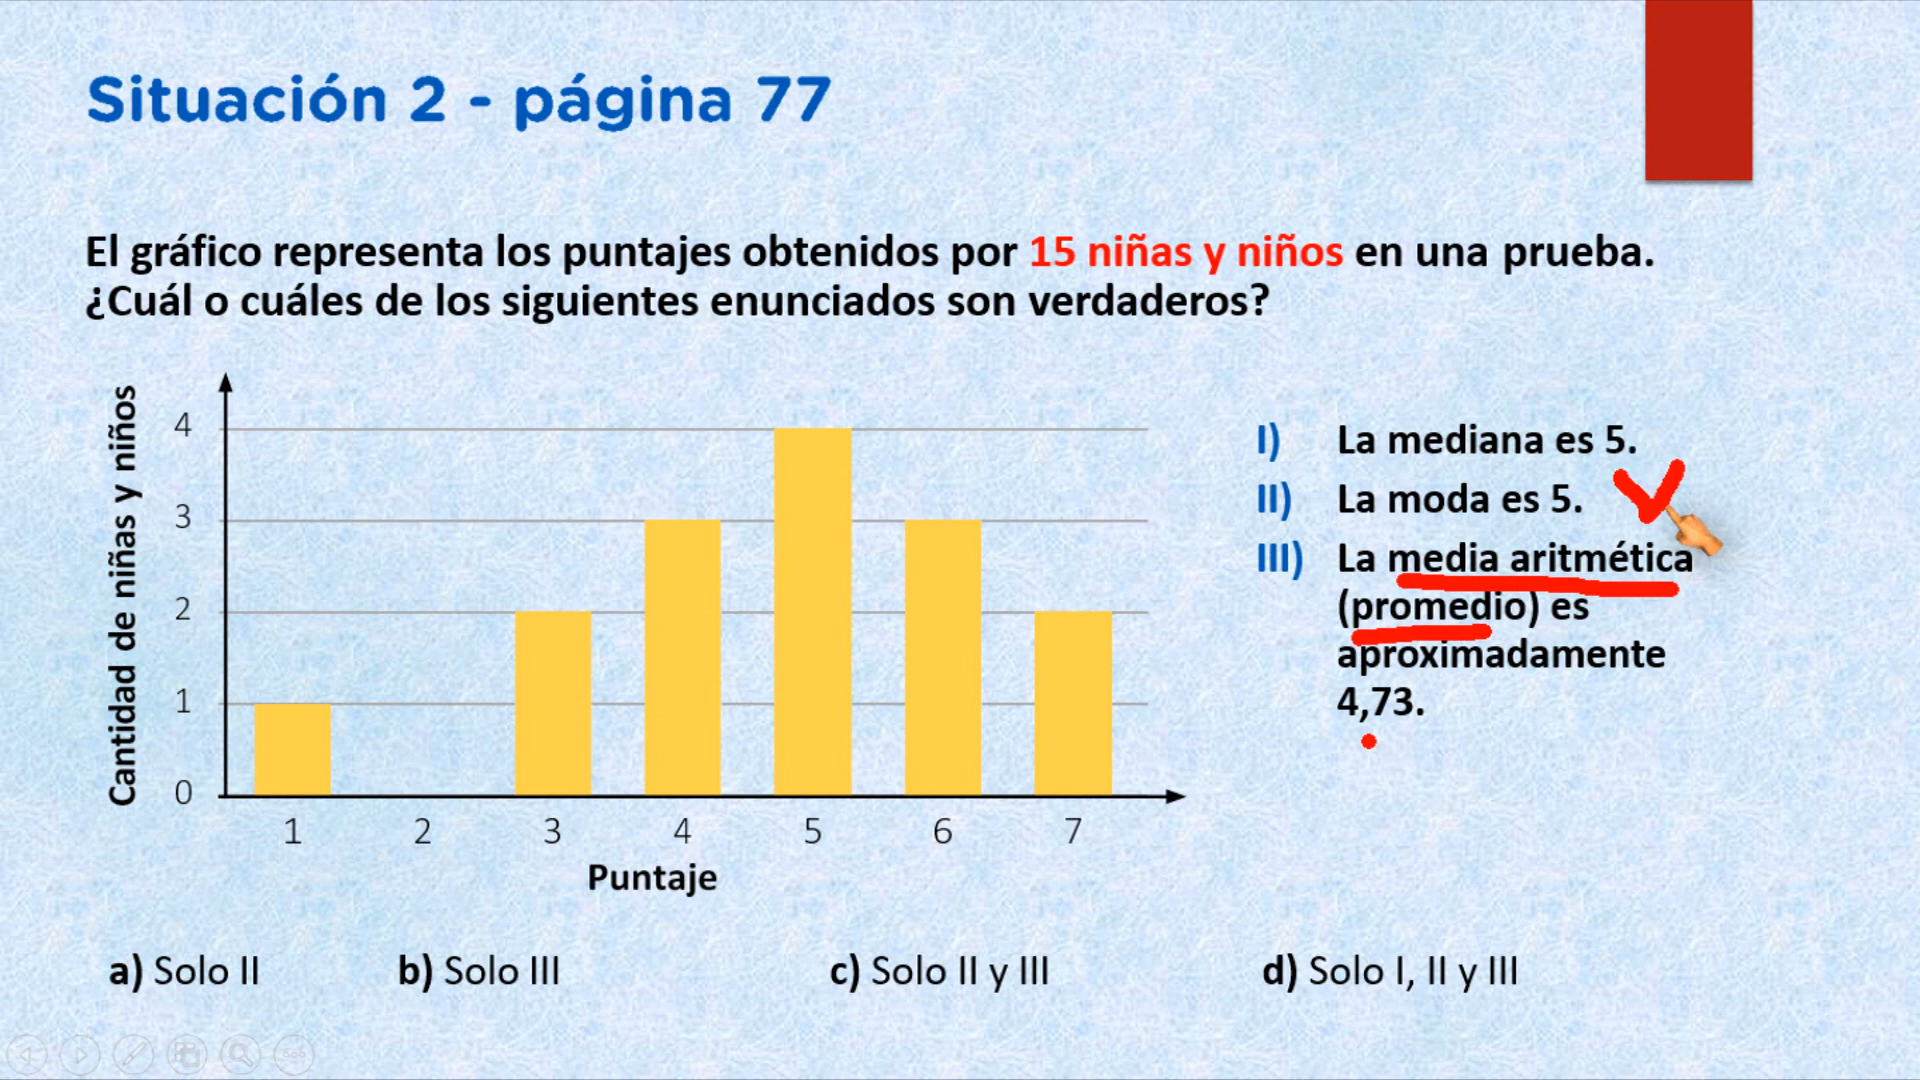 Situación 2 - página 77
El gráfico representa los puntajes obtenidos por 15 niñas y niños en una prueba.
¿Cuál o cuáles de los siguientes enunciados son verdaderos?
Cantidad de niñas y niños
4
3
2
1
0
1 2 3 4 5 6 7
Puntaje
I) La mediana es 5.
II) La moda es 5.
III) La media aritmética
(promedio) es
aproximadamente
4,73.
a) Solo II b) Solo III c) Solo II y III d) Solo I, II y III